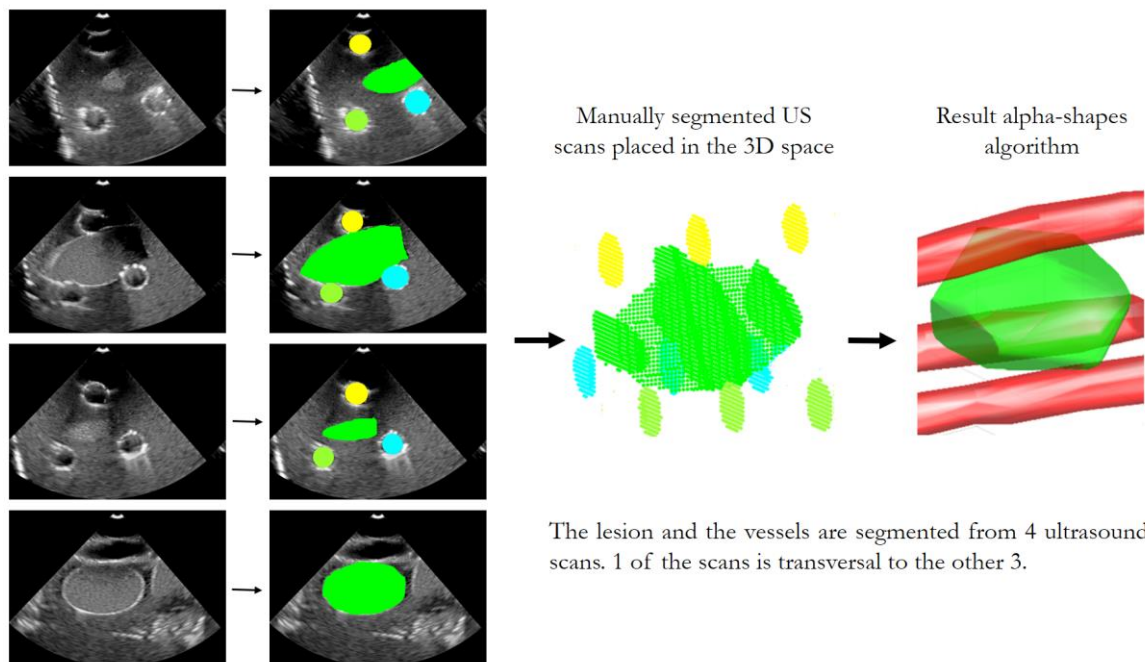 Manually segmented US
scans placed in the 3D space
Result alpha-shapes
algorithm
The lesion and the vessels are segmented from 4 ultrasound
scans. 1 of the scans is transversal to the other 3.